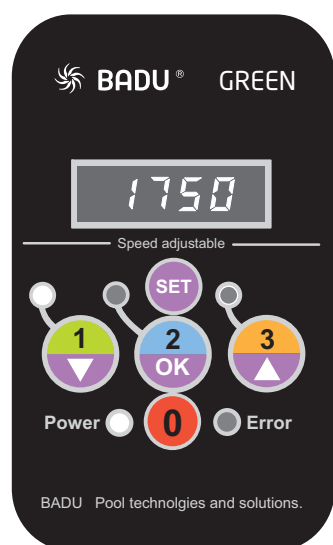 BADU® GREEN
1750
Speed adjustable
SET
1 2 3
OK
Power 0 Error
BADU Pool technolgies and solutions.